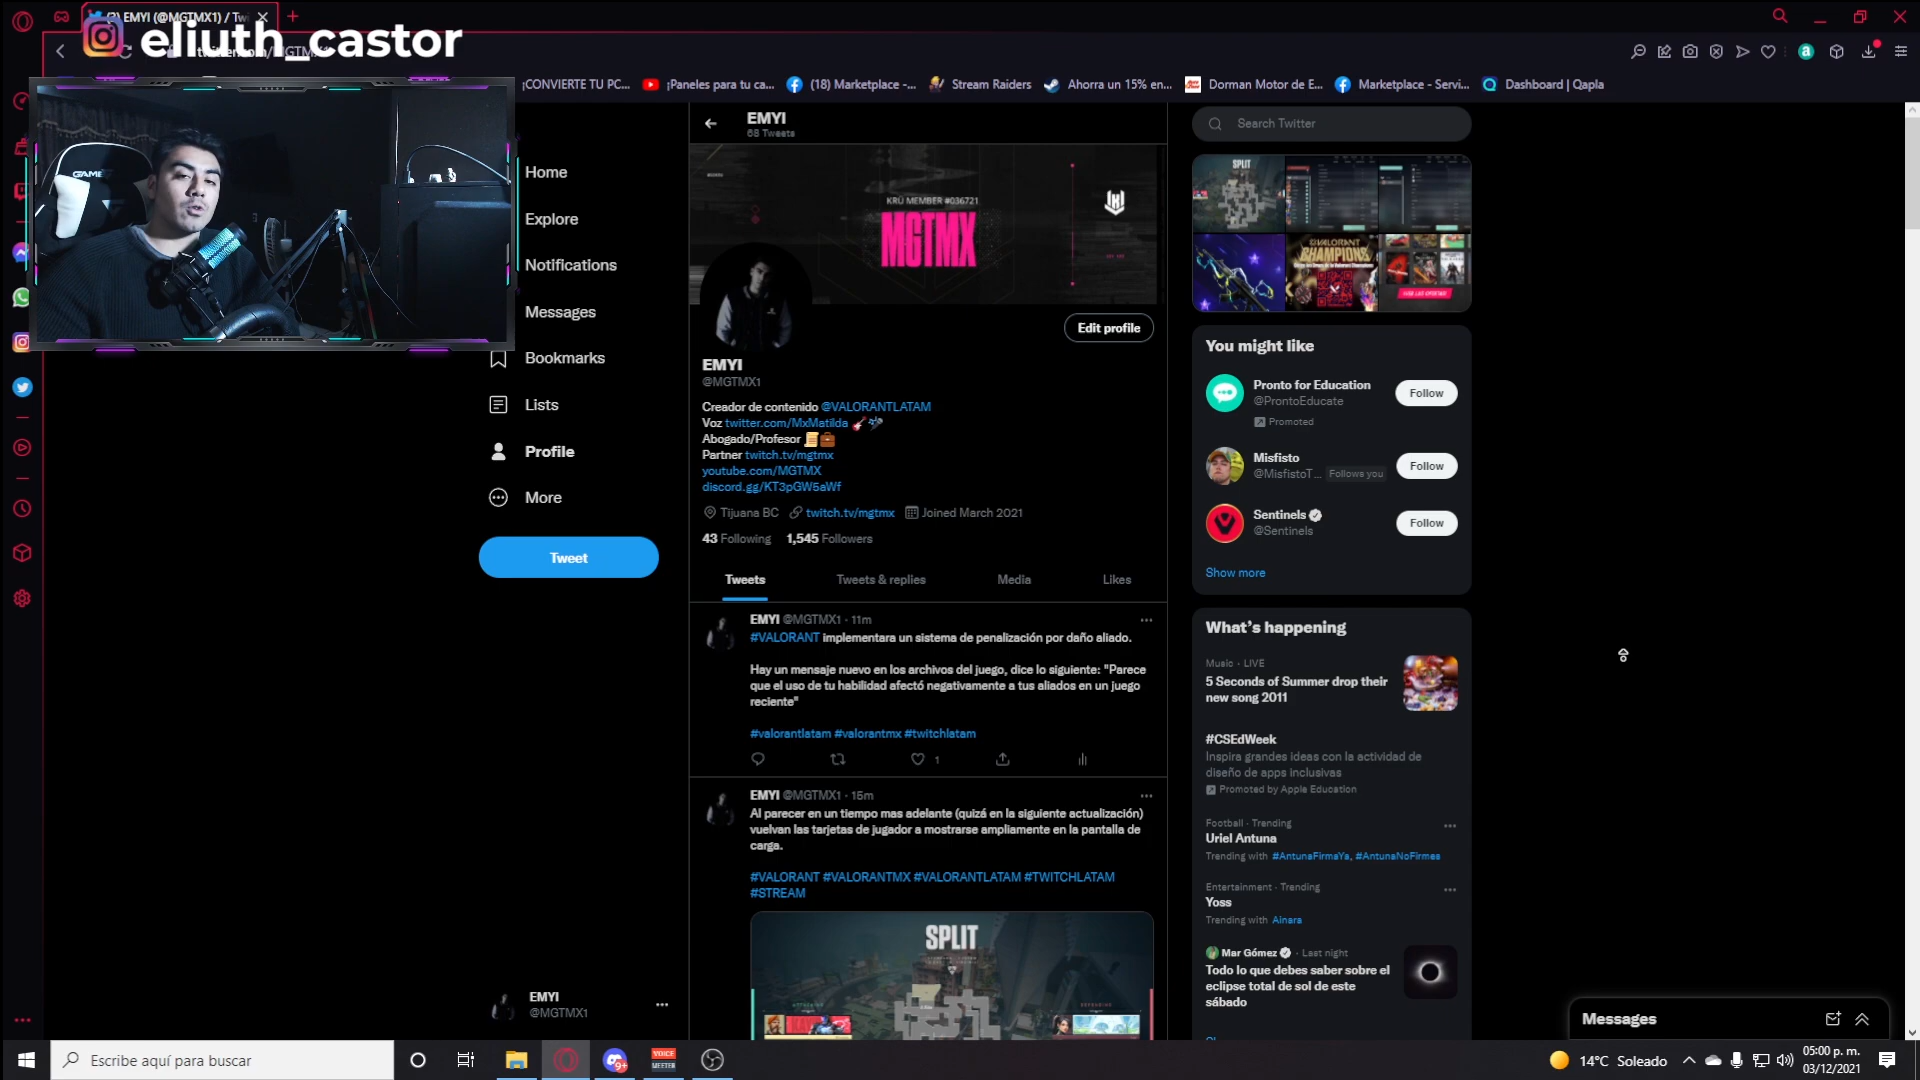 (2) EMYI (@MGTMX1) / Tw
eliuth_castor
¡CONVIERTE TU PC...
¡Paneles para tu ca...
(18) Marketplace -...
Stream Raiders
Ahorra un 15% en...
Dorman Motor de E...
Marketplace - Servi...
Dashboard | Qapla
GAME
Home
Explore
Notifications
Messages
Bookmarks
Lists
Profile
More
Tweet
EMYI
@MGTMX1
EMYI
68 Tweets
KRÜ MEMBER #036721
MGTMX
Edit profile
EMYI
@MGTMX1
Creador de contenido @VALORANTLATAM
Voz twitter.com/MxMatilda
Abogado/Profesor
Partner twitch.tv/mgtmx
youtube.com/MGTMX
discord.gg/KT3pGW5aWf
Tijuana BC twitch.tv/mgtmx Joined March 2021
43 Following 1,545 Followers
Tweets
Tweets & replies
Media
Likes
EMYI @MGTMX1 · 11m
#VALORANT implementara un sistema de penalización por daño aliado.
Hay un mensaje nuevo en los archivos del juego, dice lo siguiente: "Parece
que el uso de tu habilidad afectó negativamente a tus aliados en un juego
reciente"
#valorantlatam #valorantmx #twitchlatam
1
EMYI @MGTMX1 · 15m
Al parecer en un tiempo mas adelante (quizá en la siguiente actualización)
vuelvan las tarjetas de jugador a mostrarse ampliamente en la pantalla de
carga.
#VALORANT #VALORANTMX #VALORANTLATAM #TWITCHLATAM
#STREAM
SPLIT
Search Twitter
SPLIT
VALORANT
CHAMPIONS
You might like
Pronto for Education
@ProntoEducate
Promoted
Follow
Misfisto
@MisfistoT... Follows you
Follow
Sentinels
@Sentinels
Follow
Show more
What's happening
Music · LIVE
5 Seconds of Summer drop their
new song 2011
#CSEdWeek
Inspira grandes ideas con la actividad de
diseño de apps inclusivas
Promoted by Apple Education
Football · Trending
Uriel Antuna
Trending with #AntunaFirmaYa, #AntunaNoFirmes
Entertainment · Trending
Yoss
Trending with Ainara
Mar Gómez · Last night
Todo lo que debes saber sobre el
eclipse total de sol de este
sábado
Messages
Escribe aquí para buscar
9+
VOICE
MEETER
14°C Soleado
05:00 p. m.
03/12/2021